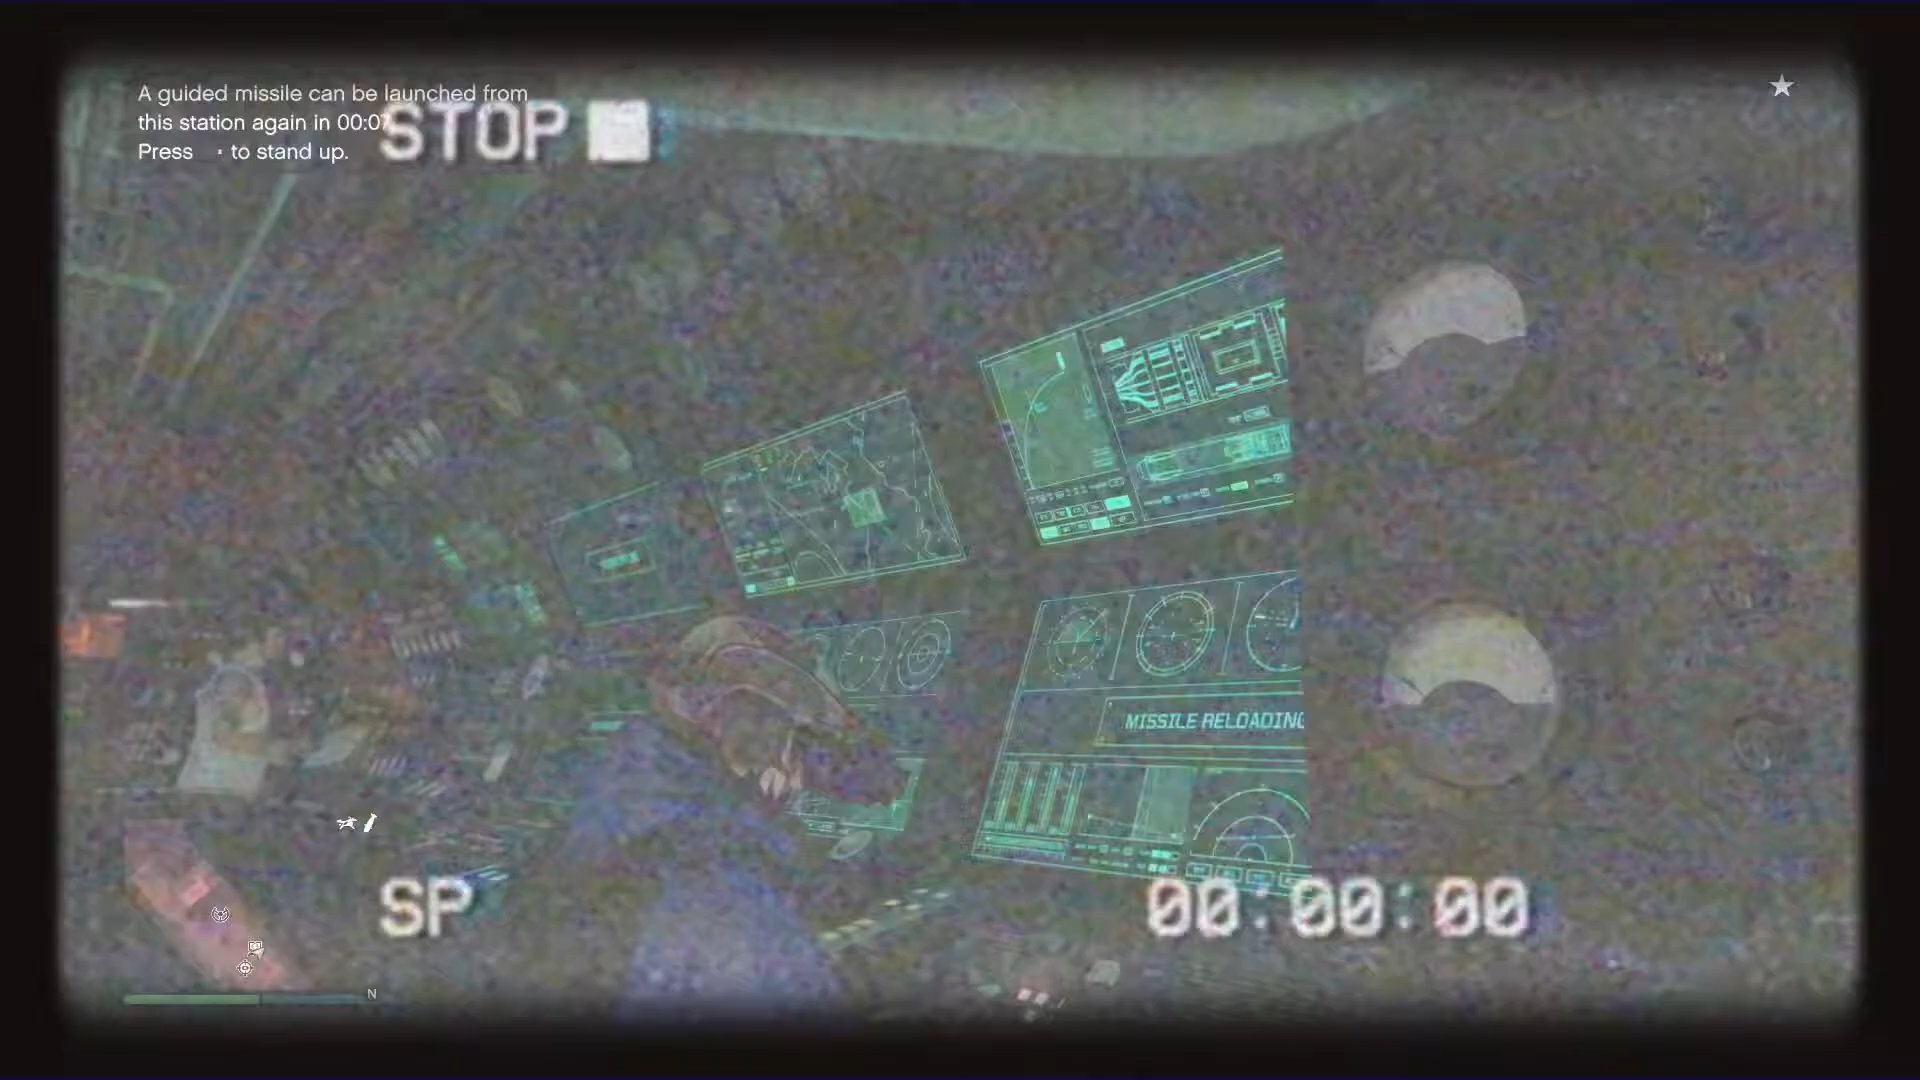 A guided missile can be launched from
this station again in 00:07
Press to stand up.
STOP
MISSILE RELOADING
SP
00:00:00
N